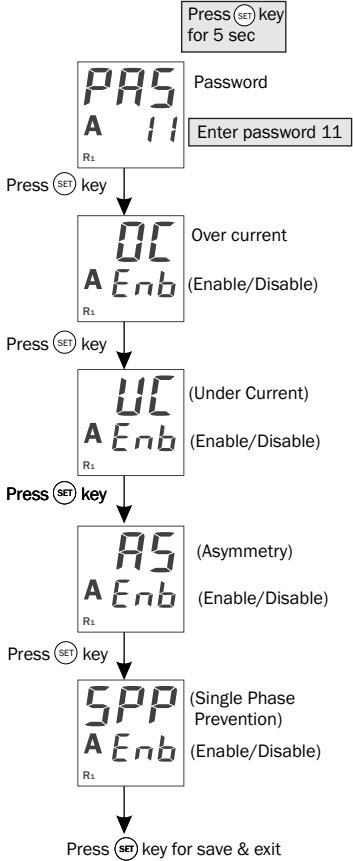 Press SET key
for 5 sec
PAS
Password
A 11
Enter password 11
R1
Press SET key
OC
Over current
A Enb
(Enable/Disable)
R1
Press SET key
UC
(Under Current)
A Enb
(Enable/Disable)
R1
Press SET key
AS
(Asymmetry)
A Enb
(Enable/Disable)
R1
Press SET key
SPP
(Single Phase
Prevention)
A Enb
(Enable/Disable)
R1
Press SET key for save & exit